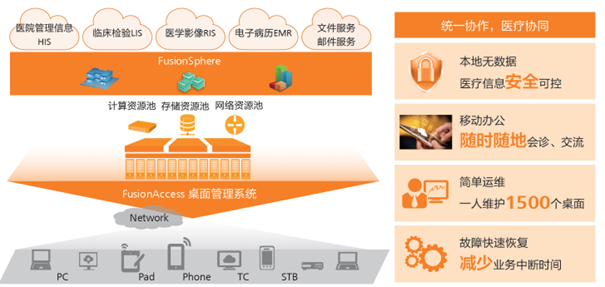 医院管理信息
HIS
临床检验LIS
医学影像RIS
电子病历EMR
文件服务
邮件服务
FusionSphere
计算资源池
存储资源池
网络资源池
FusionAccess 桌面管理系统
Network
PC
Pad
Phone
TC
STB
统一协作，医疗协同
本地无数据
医疗信息安全可控
移动办公
随时随地会诊、交流
简单运维
一人维护1500个桌面
故障快速恢复
减少业务中断时间